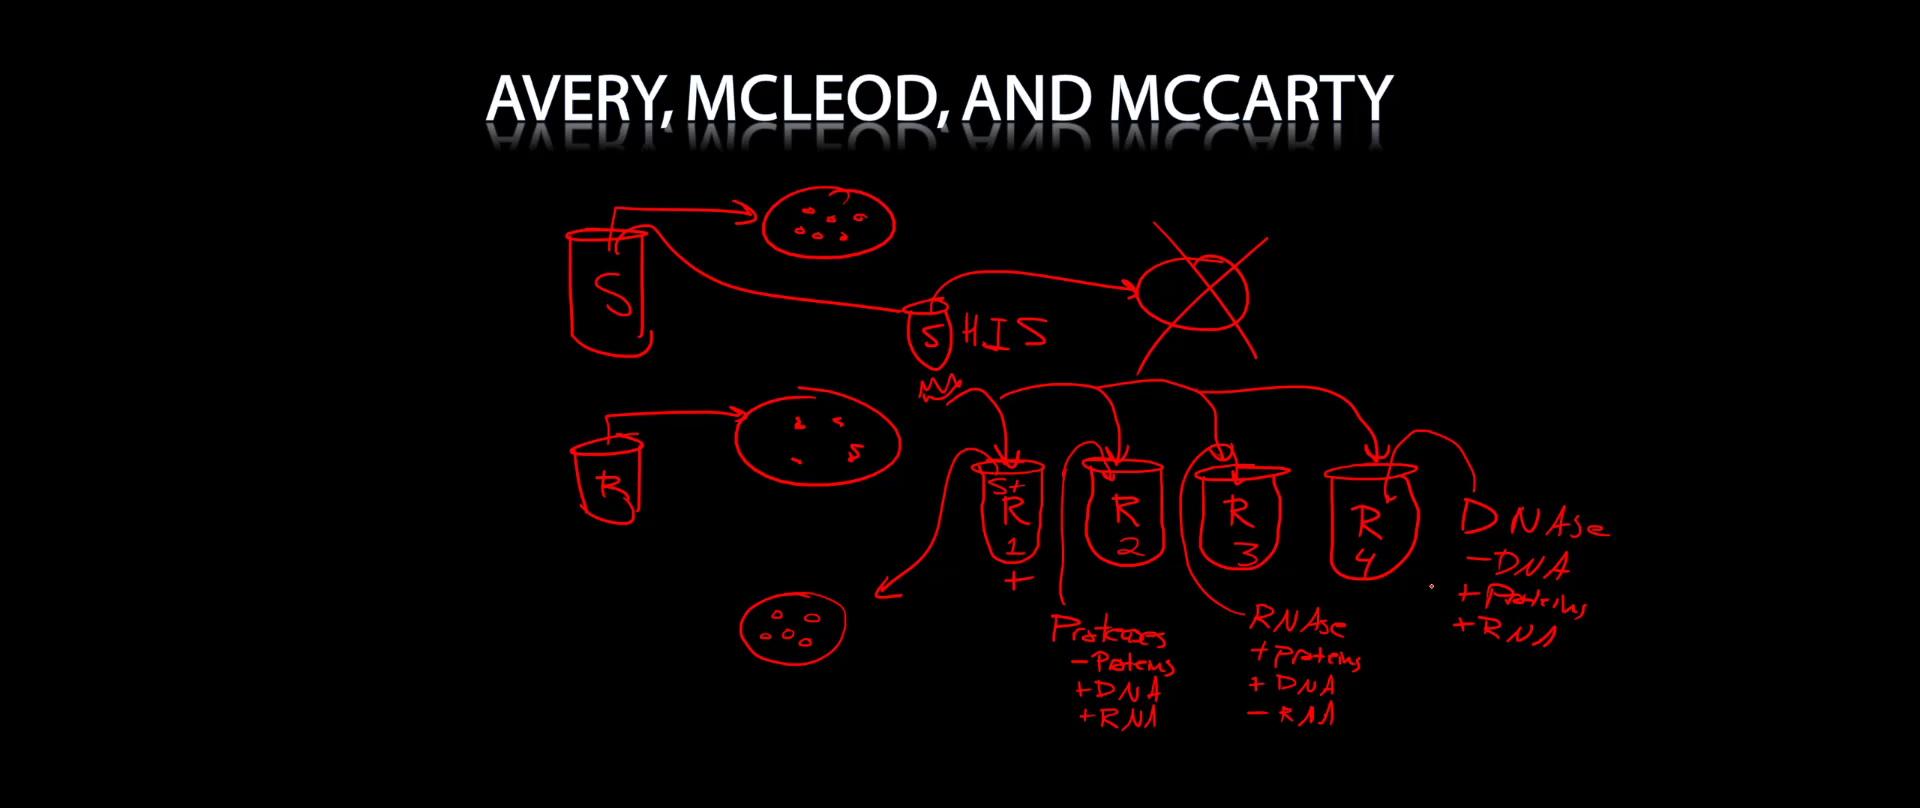 AVERY, MCLEOD, AND MCCARTY
S
S
HIS
R
S+
R
1
+
R
2
R
3
R
4
DNAse
-DNA
+Proteins
+RNA
Proteases
-Proteins
+DNA
+RNA
RNAse
+Proteins
+DNA
-RNA